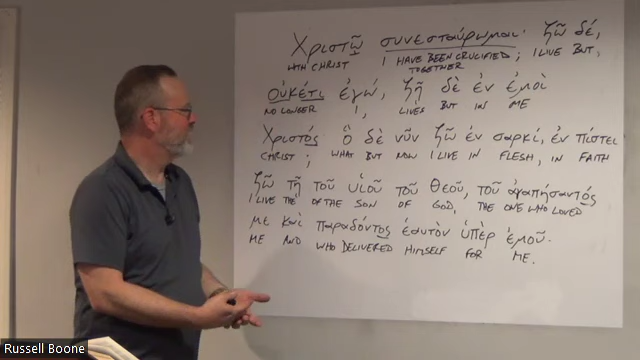 Χριστῷ συνεσταύρωμαι· ζῶ δέ,
WITH CHRIST I HAVE BEEN CRUCIFIED; I LIVE BUT,
TOGETHER
οὐκέτι ἐγώ, ζῇ δὲ ἐν ἐμοὶ
NO LONGER I, LIVES BUT IN ME
Χριστός ὃ δὲ νῦν ζῶ ἐν σαρκί, ἐν πίστει
CHRIST; WHAT BUT NOW I LIVE IN FLESH, IN FAITH
ζῶ τῇ τοῦ υἱοῦ τοῦ θεοῦ, τοῦ ἀγαπήσαντός
I LIVE THE OF THE SON OF GOD, THE ONE WHO LOVED
με καὶ παραδόντος ἑαυτὸν ὑπὲρ ἐμοῦ.
ME AND WHO DELIVERED HIMSELF FOR ME.
Russell Boone